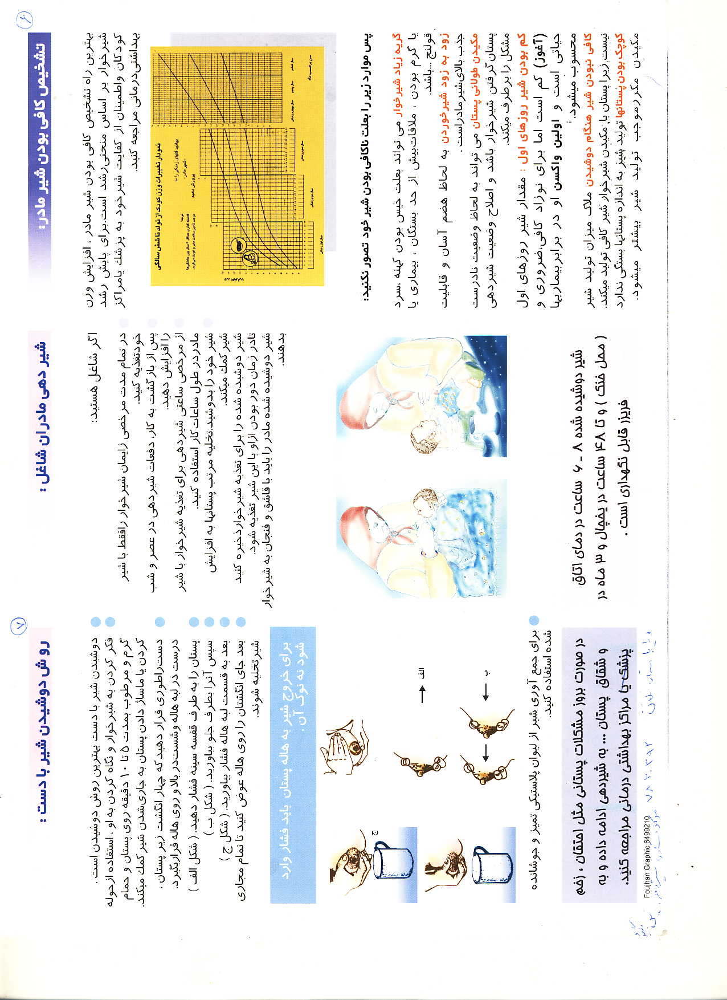 ۶
تشخیص کافی بودن شیر مادر:
بهترین راه تشخیص کافی بودن شیر مادر ، افزایش وزن
شیرخوار بر اساس منحنی رشد است.برای پایش رشد
کودکان واطمینان از کفایت شیرخود به پزشك یامراکز
بهداشتی‌درمانی مراجعه کنید.
نمودار تغییرات وزن کودک از تولد تا شش سالگی
پس موارد زیر را بعلت ناکافی بودن شیر خود تصور نکنید:
گریه زیاد شیرخوار می تواند بعلت خیس بودن کهنه ،سرد
یا گرم بودن ، ملاقات‌بیش از حد بستگان ، بیماری یا
قولنج ...باشد.
زود به زود شیرخوردن به لحاظ هضم آسان و قابلیت
جذب بالای‌شیرمادراست .
مکیدن طولانی پستان می تواند به لحاظ وضعیت نادرست
پستان گرفتن شیرخوار باشد و اصلاح وضعیت شیردهی
مشکل را برطرف میکند.
کم بودن شیر روزهای اول : مقدار شیر روزهای اول
(آغوز) کم است اما برای نوزاد کافی،ضروری و
حیاتی است و اولین واکسن او در برابربیماریها
محسوب میشود.
کافی نبودن شیر هنگام دوشیدن ملاک میزان تولید شیر
نیست،زیرا پستان با مکیدن شیرخوار شیر کافی تولید میکند.
کوچک بودن پستانها تولید شیر به اندازه پستانها بستگی ندارد
مکیدن مکرر موجب تولید شیر بیشتر میشود.
شیر دهی مادران شاغل :
اگر شاغل هستید:
در تمام مدت مرخصی زایمان شیرخوار رافقط با شیر
خودتغذیه کنید.
پس از بازگشت به کار، دفعات شیردهی در عصر و شب
را افزایش دهید.
از مرخصی ساعتی شیردهی برای تغذیه شیرخوار با شیر
مادردر طول ساعات کار استفاده کنید.
شیر خود را بدوشید.تخلیه مرتب پستانها به افزایش
شیرکمك میکند.
شیر دوشیده شده را برای تغذیه شیرخوارذخیره کنید
تادر زمان دور بودن ازاو با این شیر تغذیه شود.
شیر دوشیده شده مادر را باید با قاشق و فنجان به شیرخوار
بدهند.
شیر دوشیده شده ۸ _ ۶ ساعت در دمای اتاق
( محل خنک ) و تا ۴۸ ساعت در یخچال و ۳ ماه در
فریزر قابل نگهداری است .
۷
روش دوشیدن شیر با دست :
دوشیدن شیر با دست بهترین روش دوشیدن است.
فکر کردن به شیرخوار و نگاه کردن به او ، استفاده ازحوله
گرم و مرطوب بمدت ۵ تا ۱۰ دقیقه روی پستان و حمام
کردن یا ماساژ دادن پستان به جاری‌شدن شیر کمك میکند.
دست‌راطوری قرار دهید که چهار انگشت زیر پستان ،
درست در لبه هاله وشست‌در بالا و روی هاله قراربگیرد.
پستان را به طرف قفسه سینه فشار دهید. ( شکل الف )
سپس آنرا بطرف جلو بیاورید. ( شکل ب )
بعد به قسمت لبه هاله فشار بیاورید. ( شکل ج )
بعد جای انگشتان را روی هاله عوض کنید تا تمام مجاری
شیرتخلیه شوند.
برای خروج شیر به هاله پستان باید فشار وارد
شود نه نوک آن .
الف
ب
ج
برای جمع آوری شیر از لیوان پلاستیکی تمیز و جوشانده
شده استفاده کنید.
در صورت بروز مشکلات پستانی مثل احتقان ، زخم
و شقاق پستان ... به شیردهی ادامه داده و به
پزشک یا مراکز بهداشتی درمانی مراجعه کنید.
Foujhan Graphic,6499210